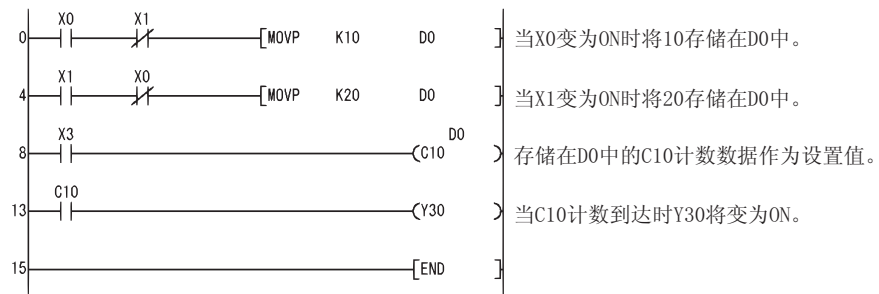 X0 X1
0 MOVP K10 D0 当X0变为ON时将10存储在D0中。
X1 X0
4 MOVP K20 D0 当X1变为ON时将20存储在D0中。
X3 D0
8 C10 存储在D0中的C10计数数据作为设置值。
C10
13 Y30 当C10计数到达时Y30将变为ON。
15 END